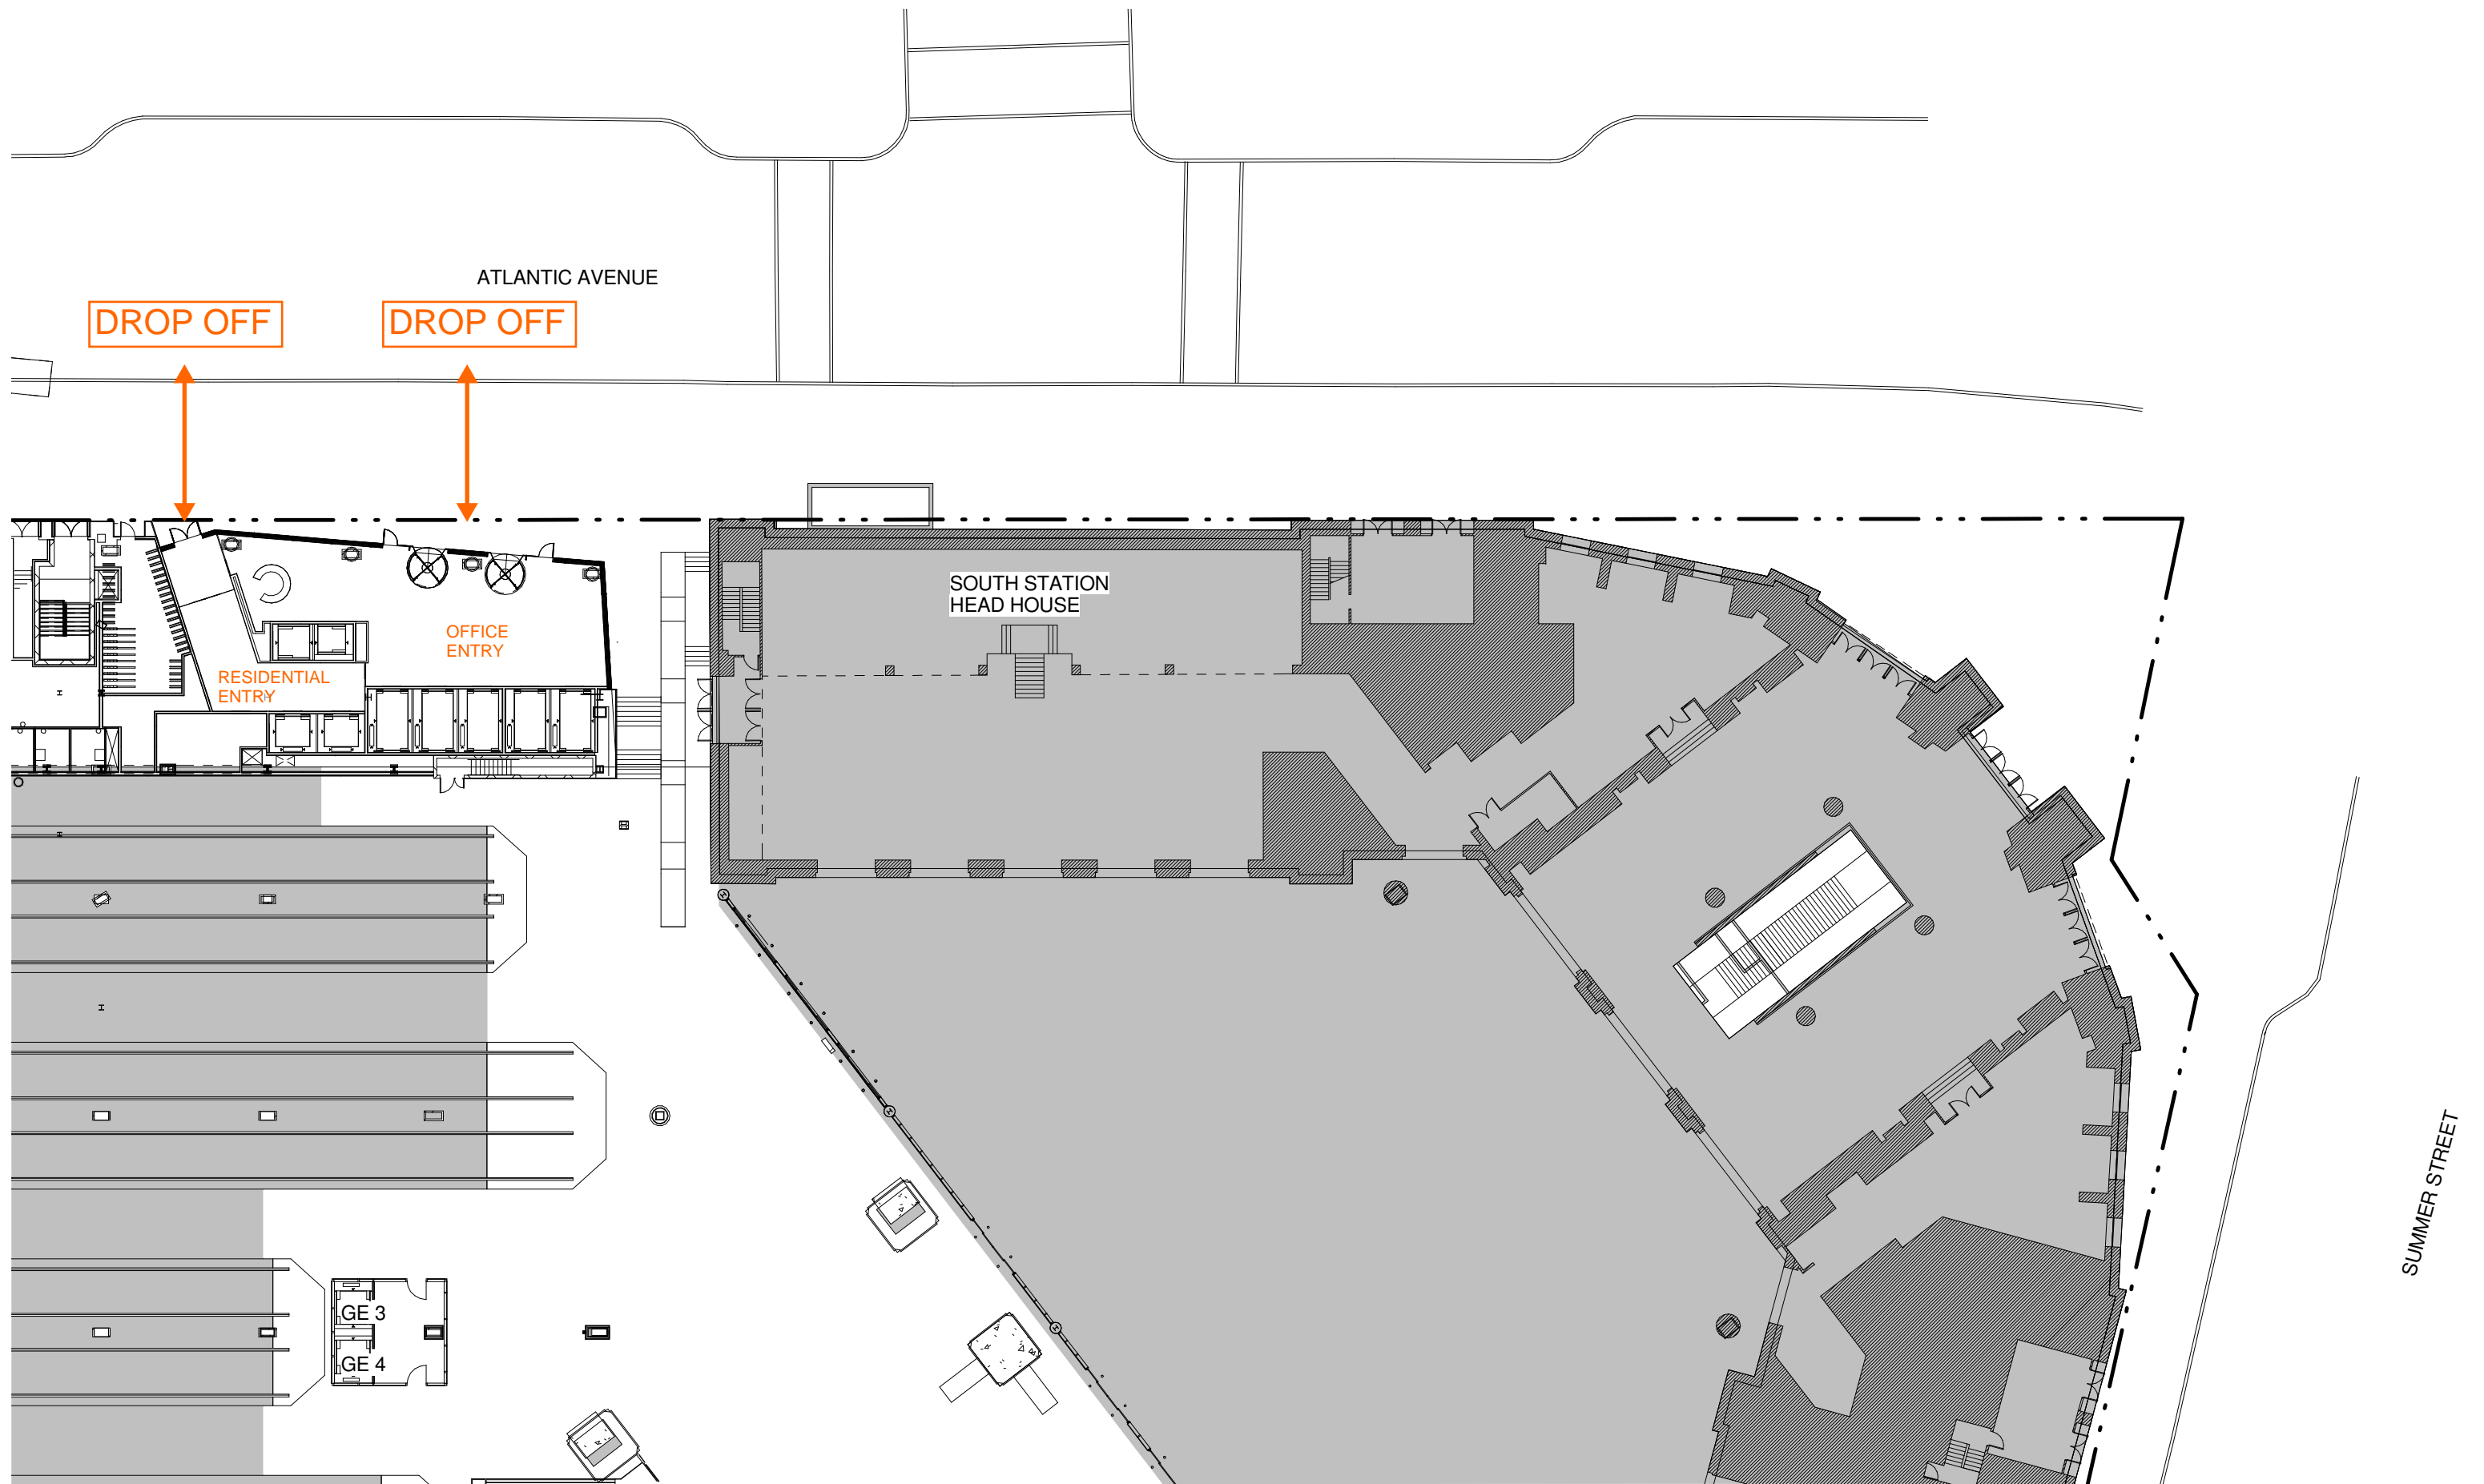 ATLANTIC AVENUE
DROP OFF
DROP OFF
SOUTH STATION
HEAD HOUSE
OFFICE
ENTRY
RESIDENTIAL
ENTRY
SUMMER STREET
GE 3
GE 4